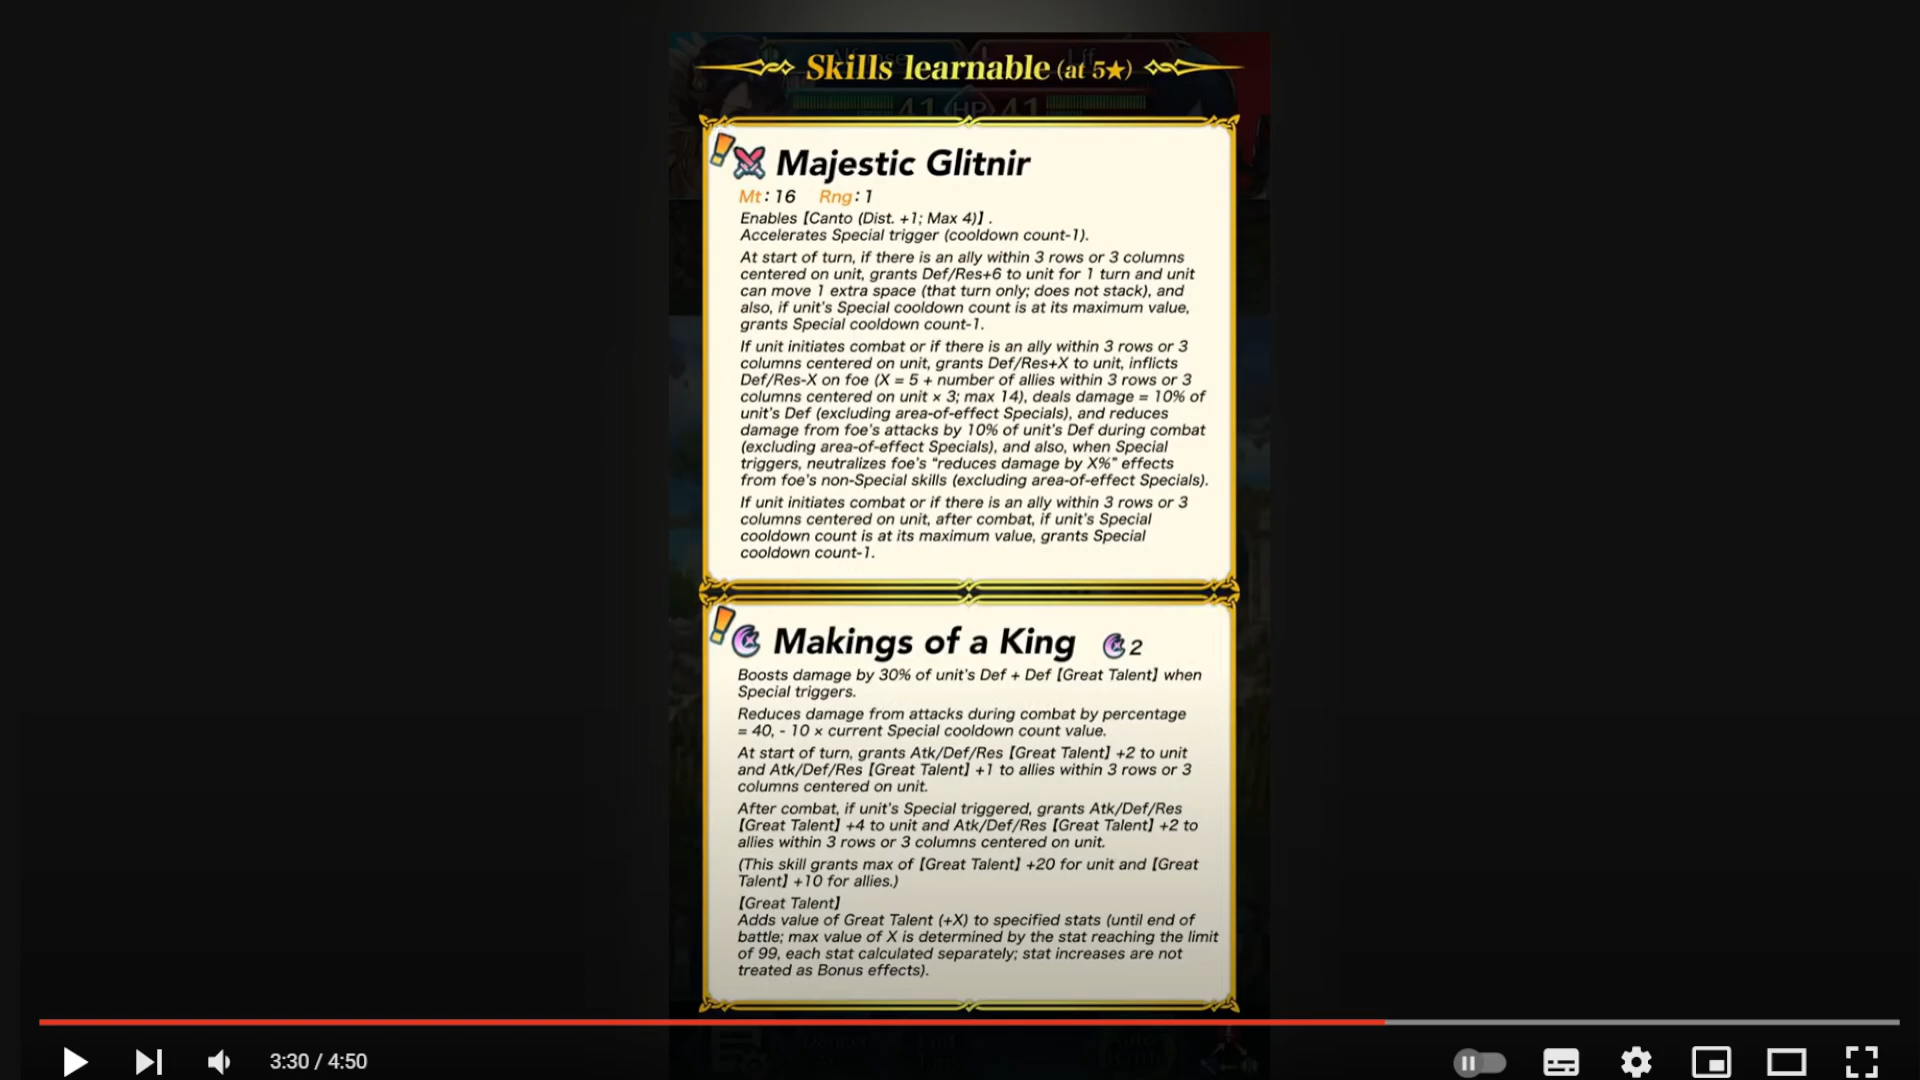 Skills learnable (at 5★)
41 HP 41
Majestic Glitnir
Mt: 16 Rng: 1
Enables【Canto (Dist. +1; Max 4)】.
Accelerates Special trigger (cooldown count-1).
At start of turn, if there is an ally within 3 rows or 3 columns
centered on unit, grants Def/Res+6 to unit for 1 turn and unit
can move 1 extra space (that turn only; does not stack), and
also, if unit's Special cooldown count is at its maximum value,
grants Special cooldown count-1.
If unit initiates combat or if there is an ally within 3 rows or 3
columns centered on unit, grants Def/Res+X to unit, inflicts
Def/Res-X on foe (X = 5 + number of allies within 3 rows or 3
columns centered on unit × 3; max 14), deals damage = 10% of
unit's Def (excluding area-of-effect Specials), and reduces
damage from foe's attacks by 10% of unit's Def during combat
(excluding area-of-effect Specials), and also, when Special
triggers, neutralizes foe's “reduces damage by X%” effects
from foe's non-Special skills (excluding area-of-effect Specials).
If unit initiates combat or if there is an ally within 3 rows or 3
columns centered on unit, after combat, if unit's Special
cooldown count is at its maximum value, grants Special
cooldown count-1.
Makings of a King 2
Boosts damage by 30% of unit's Def + Def【Great Talent】when
Special triggers.
Reduces damage from attacks during combat by percentage
= 40, - 10 × current Special cooldown count value.
At start of turn, grants Atk/Def/Res【Great Talent】+2 to unit
and Atk/Def/Res【Great Talent】+1 to allies within 3 rows or 3
columns centered on unit.
After combat, if unit's Special triggered, grants Atk/Def/Res
【Great Talent】+4 to unit and Atk/Def/Res【Great Talent】+2 to
allies within 3 rows or 3 columns centered on unit.
(This skill grants max of【Great Talent】+20 for unit and【Great
Talent】+10 for allies.)
【Great Talent】
Adds value of Great Talent (+X) to specified stats (until end of
battle; max value of X is determined by the stat reaching the limit
of 99, each stat calculated separately; stat increases are not
treated as Bonus effects).
3:30 / 4:50